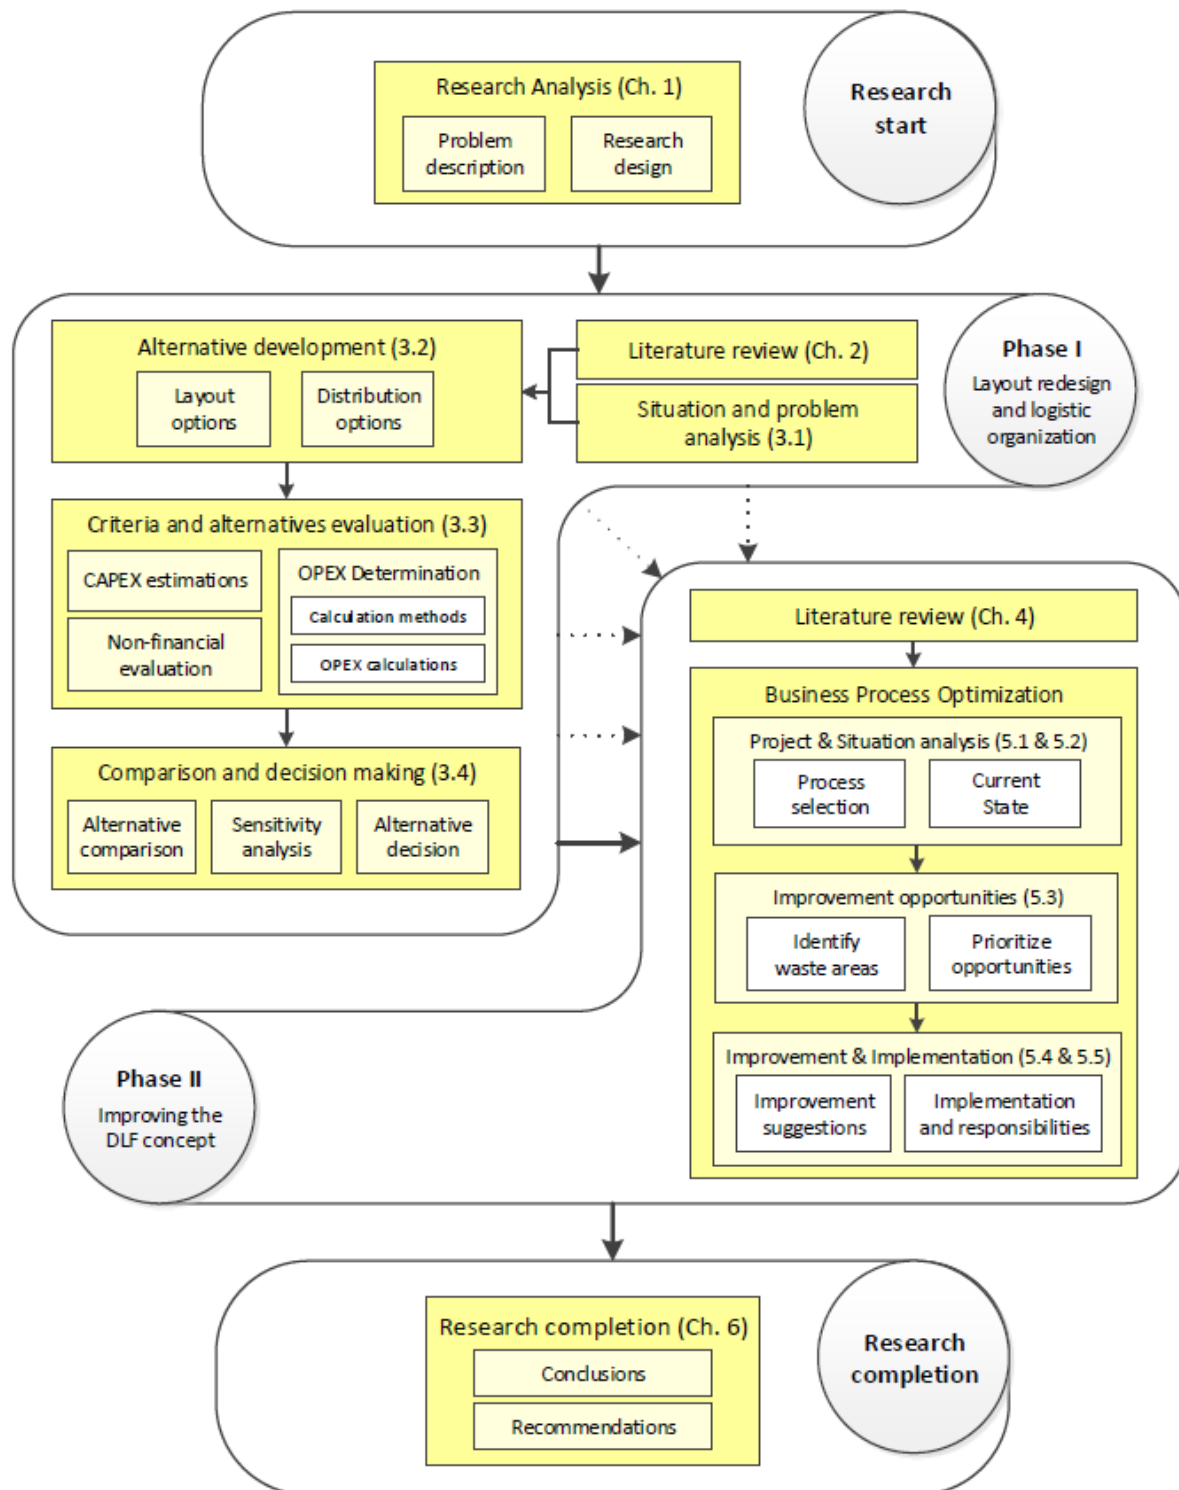 Research Analysis (Ch. 1)
Problem
description
Research
design
Research
start
Alternative development (3.2)
Layout
options
Distribution
options
Literature review (Ch. 2)
Situation and problem
analysis (3.1)
Phase I
Layout redesign
and logistic
organization
Criteria and alternatives evaluation (3.3)
CAPEX estimations
Non-financial
evaluation
OPEX Determination
Calculation methods
OPEX calculations
Comparison and decision making (3.4)
Alternative
comparison
Sensitivity
analysis
Alternative
decision
Literature review (Ch. 4)
Business Process Optimization
Project & Situation analysis (5.1 & 5.2)
Process
selection
Current
State
Improvement opportunities (5.3)
Identify
waste areas
Prioritize
opportunities
Improvement & Implementation (5.4 & 5.5)
Improvement
suggestions
Implementation
and responsibilities
Phase II
Improving the
DLF concept
Research completion (Ch. 6)
Conclusions
Recommendations
Research
completion